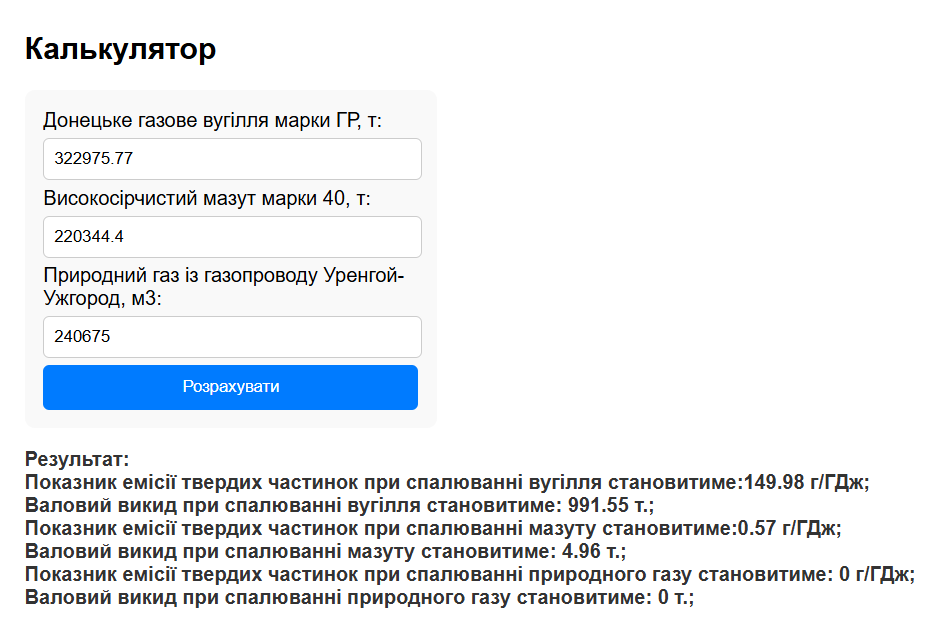 Калькулятор
Донецьке газове вугілля марки ГР, т:
322975.77
Високосірчистий мазут марки 40, т:
220344.4
Природний газ із газопроводу Уренгой-
Ужгород, м3:
240675
Розрахувати
Результат:
Показник емісії твердих частинок при спалюванні вугілля становитиме:149.98 г/ГДж;
Валовий викид при спалюванні вугілля становитиме: 991.55 т.;
Показник емісії твердих частинок при спалюванні мазуту становитиме:0.57 г/ГДж;
Валовий викид при спалюванні мазуту становитиме: 4.96 т.;
Показник емісії твердих частинок при спалюванні природного газу становитиме: 0 г/ГДж;
Валовий викид при спалюванні природного газу становитиме: 0 т.;